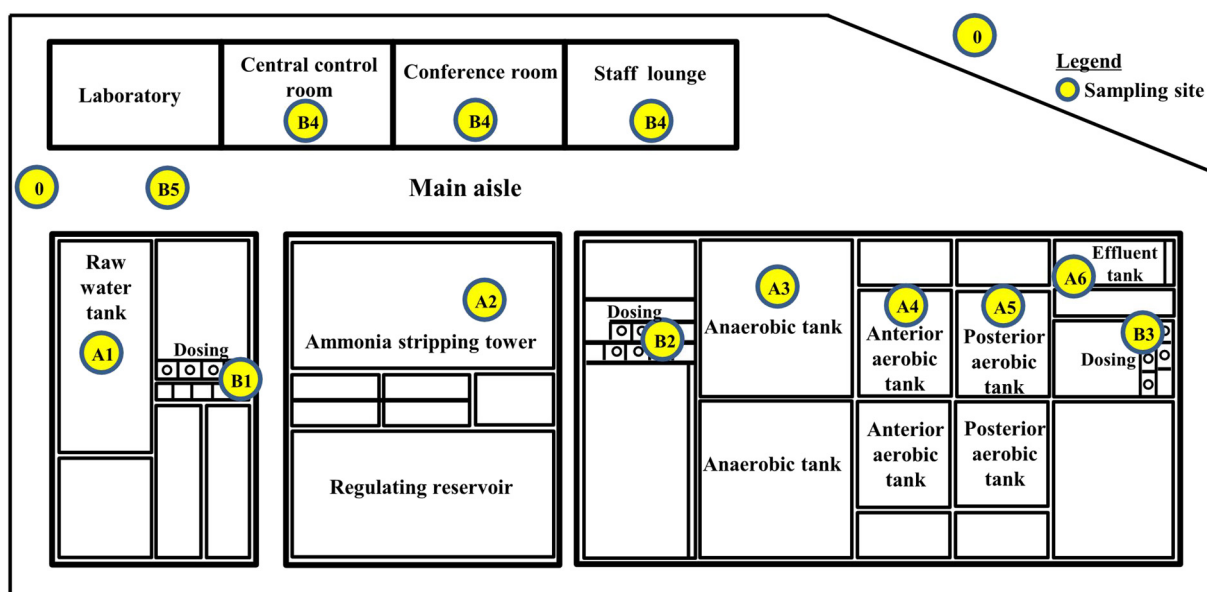 0
Legend
Sampling site
Laboratory
Central control
room
B4
Conference room
B4
Staff lounge
B4
0
B5
Main aisle
Raw
water
tank
A1
Dosing
B1
A2
Ammonia stripping tower
Regulating reservoir
Dosing
B2
A3
Anaerobic tank
Anaerobic tank
A4
Anterior
aerobic
tank
Anterior
aerobic
tank
A5
Posterior
aerobic
tank
Posterior
aerobic
tank
Effluent
tank
A6
B3
Dosing